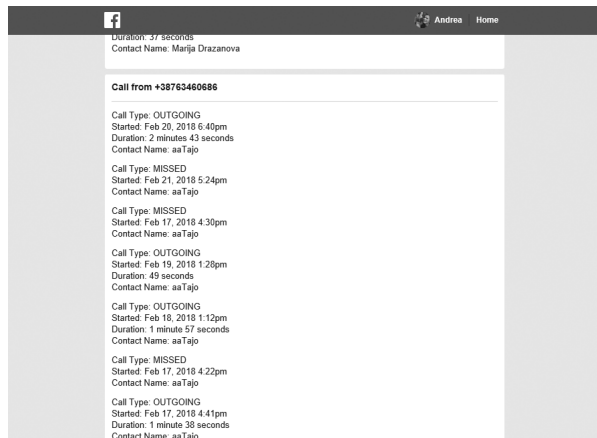 f
Andrea Home
Duration: 37 seconds
Contact Name: Marija Drazanova
Call from +38763460686
Call Type: OUTGOING
Started: Feb 20, 2018 6:40pm
Duration: 2 minutes 43 seconds
Contact Name: aaTajo
Call Type: MISSED
Started: Feb 21, 2018 5:24pm
Contact Name: aaTajo
Call Type: MISSED
Started: Feb 17, 2018 4:30pm
Contact Name: aaTajo
Call Type: OUTGOING
Started: Feb 19, 2018 1:28pm
Duration: 49 seconds
Contact Name: aaTajo
Call Type: OUTGOING
Started: Feb 18, 2018 1:12pm
Duration: 1 minute 57 seconds
Contact Name: aaTajo
Call Type: MISSED
Started: Feb 17, 2018 4:22pm
Contact Name: aaTajo
Call Type: OUTGOING
Started: Feb 17, 2018 4:41pm
Duration: 1 minute 38 seconds
Contact Name: aaTajo